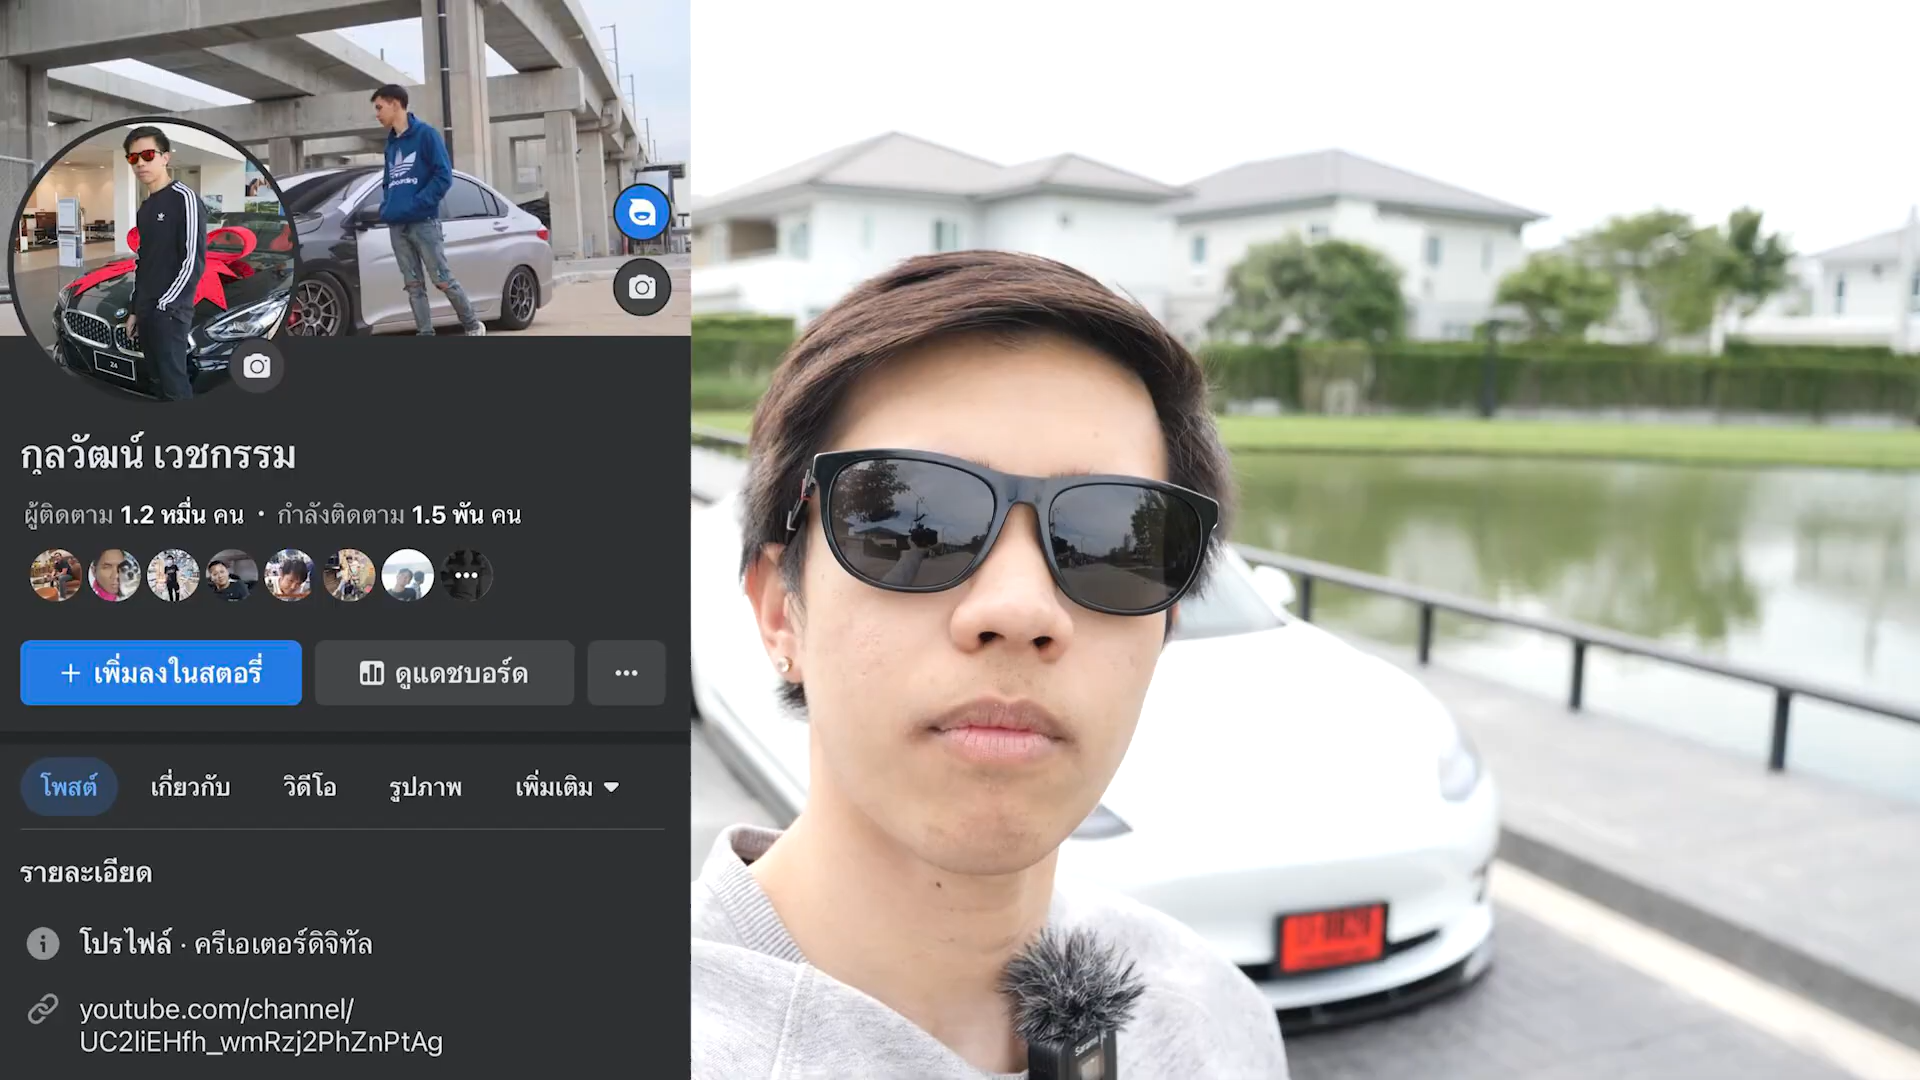 กุลวัฒน์ เวชกรรม
ผู้ติดตาม 1.2 หมื่น คน · กำลังติดตาม 1.5 พัน คน
+ เพิ่มลงในสตอรี่
ดูแดชบอร์ด
โพสต์
เกี่ยวกับ
วิดีโอ
รูปภาพ
เพิ่มเติม
รายละเอียด
โปรไฟล์ · ครีเอเตอร์ดิจิทัล
youtube.com/channel/
UC2liEHfh_wmRzj2PhZnPtAg
Z4